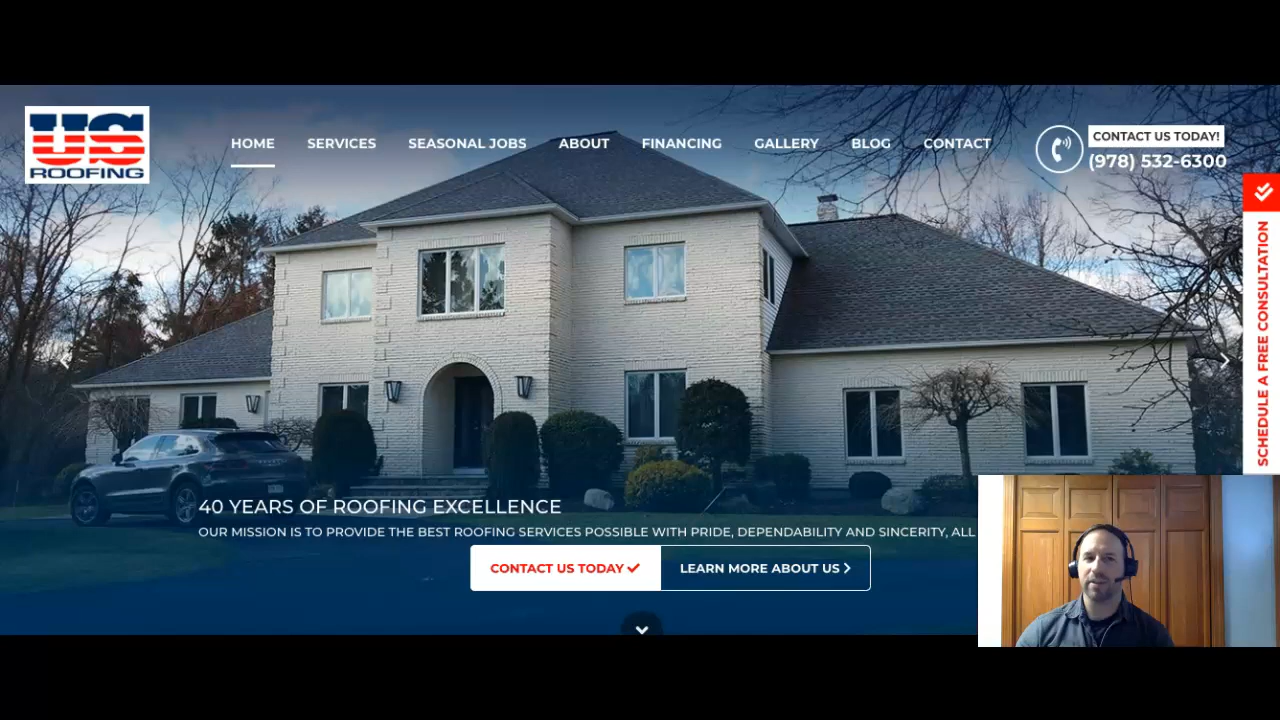 US
ROOFING
HOME SERVICES SEASONAL JOBS ABOUT FINANCING GALLERY BLOG CONTACT
CONTACT US TODAY!
(978) 532-6300
SCHEDULE A FREE CONSULTATION
40 YEARS OF ROOFING EXCELLENCE
OUR MISSION IS TO PROVIDE THE BEST ROOFING SERVICES POSSIBLE WITH PRIDE, DEPENDABILITY AND SINCERITY, ALL
CONTACT US TODAY
LEARN MORE ABOUT US